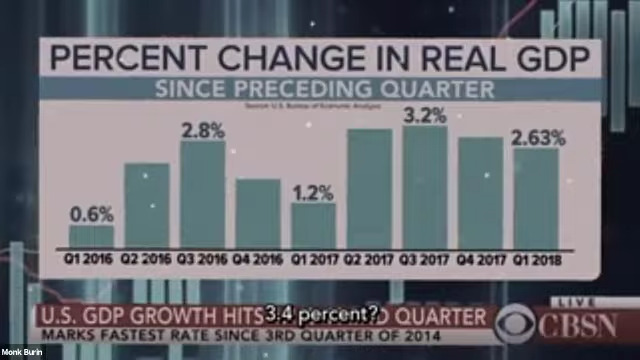 PERCENT CHANGE IN REAL GDP
SINCE PRECEDING QUARTER
Source: U.S. Bureau of Economic Analysis
0.6%
2.8%
1.2%
3.2%
2.63%
Q1 2016 Q2 2016 Q3 2016 Q4 2016 Q1 2017 Q2 2017 Q3 2017 Q4 2017 Q1 2018
LIVE
U.S. GDP GROWTH HITS D QUARTER
3.4 percent?
CBSN
MARKS FASTEST RATE SINCE 3RD QUARTER OF 2014
Monk Burin